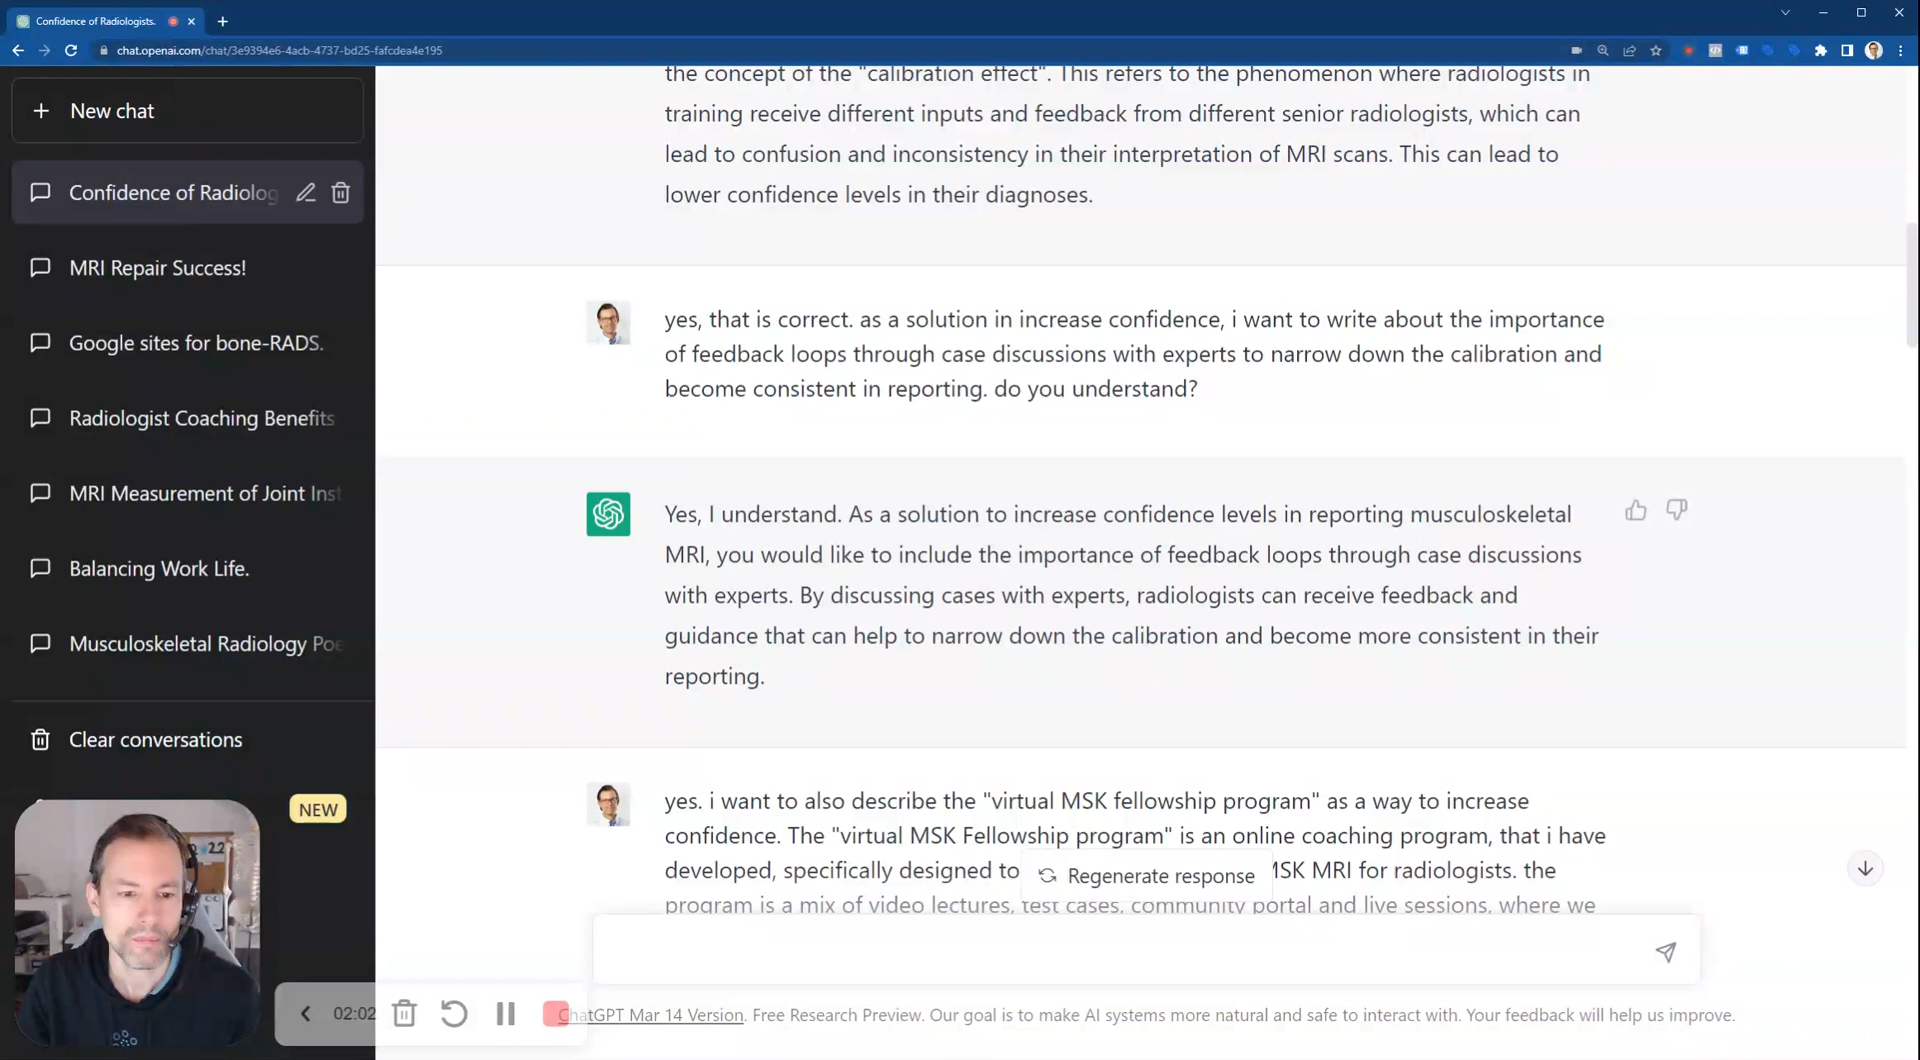 Confidence of Radiologists.
chat.openai.com/chat/3e9394e6-4acb-4737-bd25-fafcdea4e195
New chat
Confidence of Radiolog
MRI Repair Success!
Google sites for bone-RADS.
Radiologist Coaching Benefits
MRI Measurement of Joint Inst
Balancing Work Life.
Musculoskeletal Radiology Poe
Clear conversations
NEW
02:02
the concept of the "calibration effect". This refers to the phenomenon where radiologists in
training receive different inputs and feedback from different senior radiologists, which can
lead to confusion and inconsistency in their interpretation of MRI scans. This can lead to
lower confidence levels in their diagnoses.
yes, that is correct. as a solution in increase confidence, i want to write about the importance
of feedback loops through case discussions with experts to narrow down the calibration and
become consistent in reporting. do you understand?
Yes, I understand. As a solution to increase confidence levels in reporting musculoskeletal
MRI, you would like to include the importance of feedback loops through case discussions
with experts. By discussing cases with experts, radiologists can receive feedback and
guidance that can help to narrow down the calibration and become more consistent in their
reporting.
yes. i want to also describe the "virtual MSK fellowship program" as a way to increase
confidence. The "virtual MSK Fellowship program" is an online coaching program, that i have
developed, specifically designed to MSK MRI for radiologists. the
Regenerate response
program is a mix of video lectures, test cases, community portal and live sessions, where we
ChatGPT Mar 14 Version. Free Research Preview. Our goal is to make AI systems more natural and safe to interact with. Your feedback will help us improve.